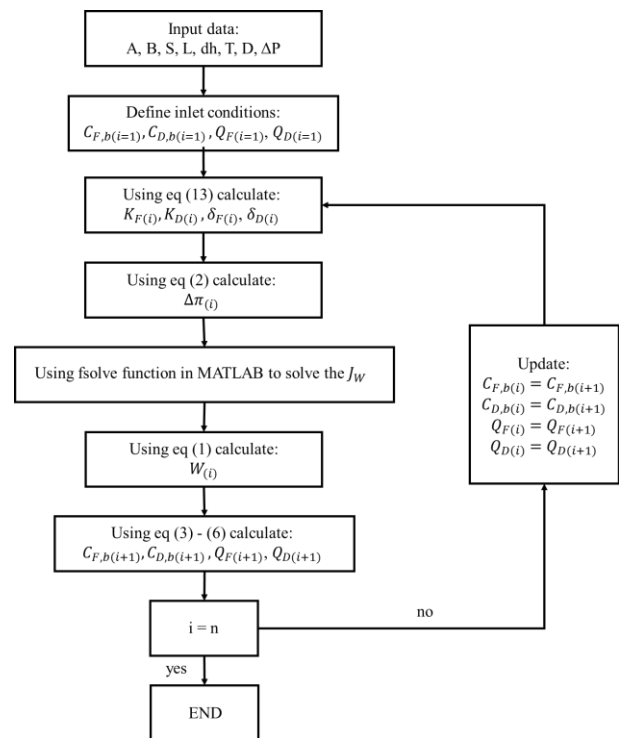 Input data:
A, B, S, L, dh, T, D, ΔP
Define inlet conditions:
C_{F,b(i=1)}, C_{D,b(i=1)}, Q_{F(i=1)}, Q_{D(i=1)}
Using eq (13) calculate:
K_{F(i)}, K_{D(i)}, δ_{F(i)}, δ_{D(i)}
Using eq (2) calculate:
Δπ_{(i)}
Using fsolve function in MATLAB to solve the J_W
Using eq (1) calculate:
W_{(i)}
Using eq (3) - (6) calculate:
C_{F,b(i+1)}, C_{D,b(i+1)}, Q_{F(i+1)}, Q_{D(i+1)}
i = n
no
yes
END
Update:
C_{F,b(i)} = C_{F,b(i+1)}
C_{D,b(i)} = C_{D,b(i+1)}
Q_{F(i)} = Q_{F(i+1)}
Q_{D(i)} = Q_{D(i+1)}